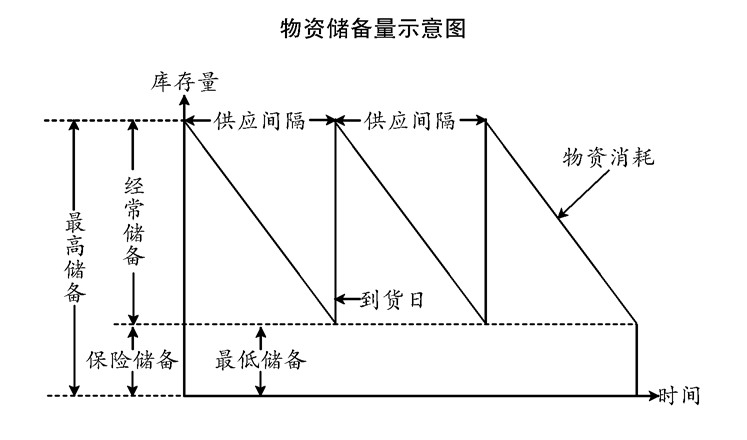 物资储备量示意图
库存量
供应间隔
供应间隔
物资消耗
经常储备
最高储备
到货日
保险储备
最低储备
时间